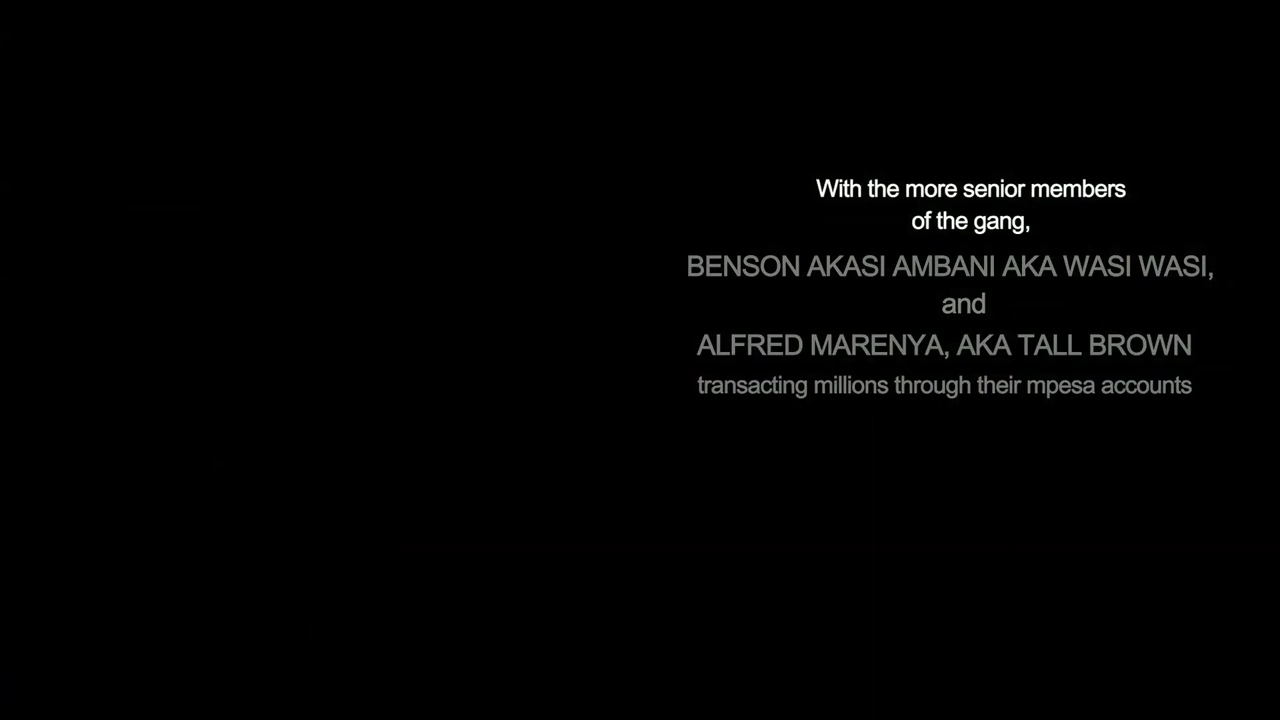 With the more senior members
of the gang,
BENSON AKASI AMBANI AKA WASI WASI,
and
ALFRED MARENYA, AKA TALL BROWN
transacting millions through their mpesa accounts